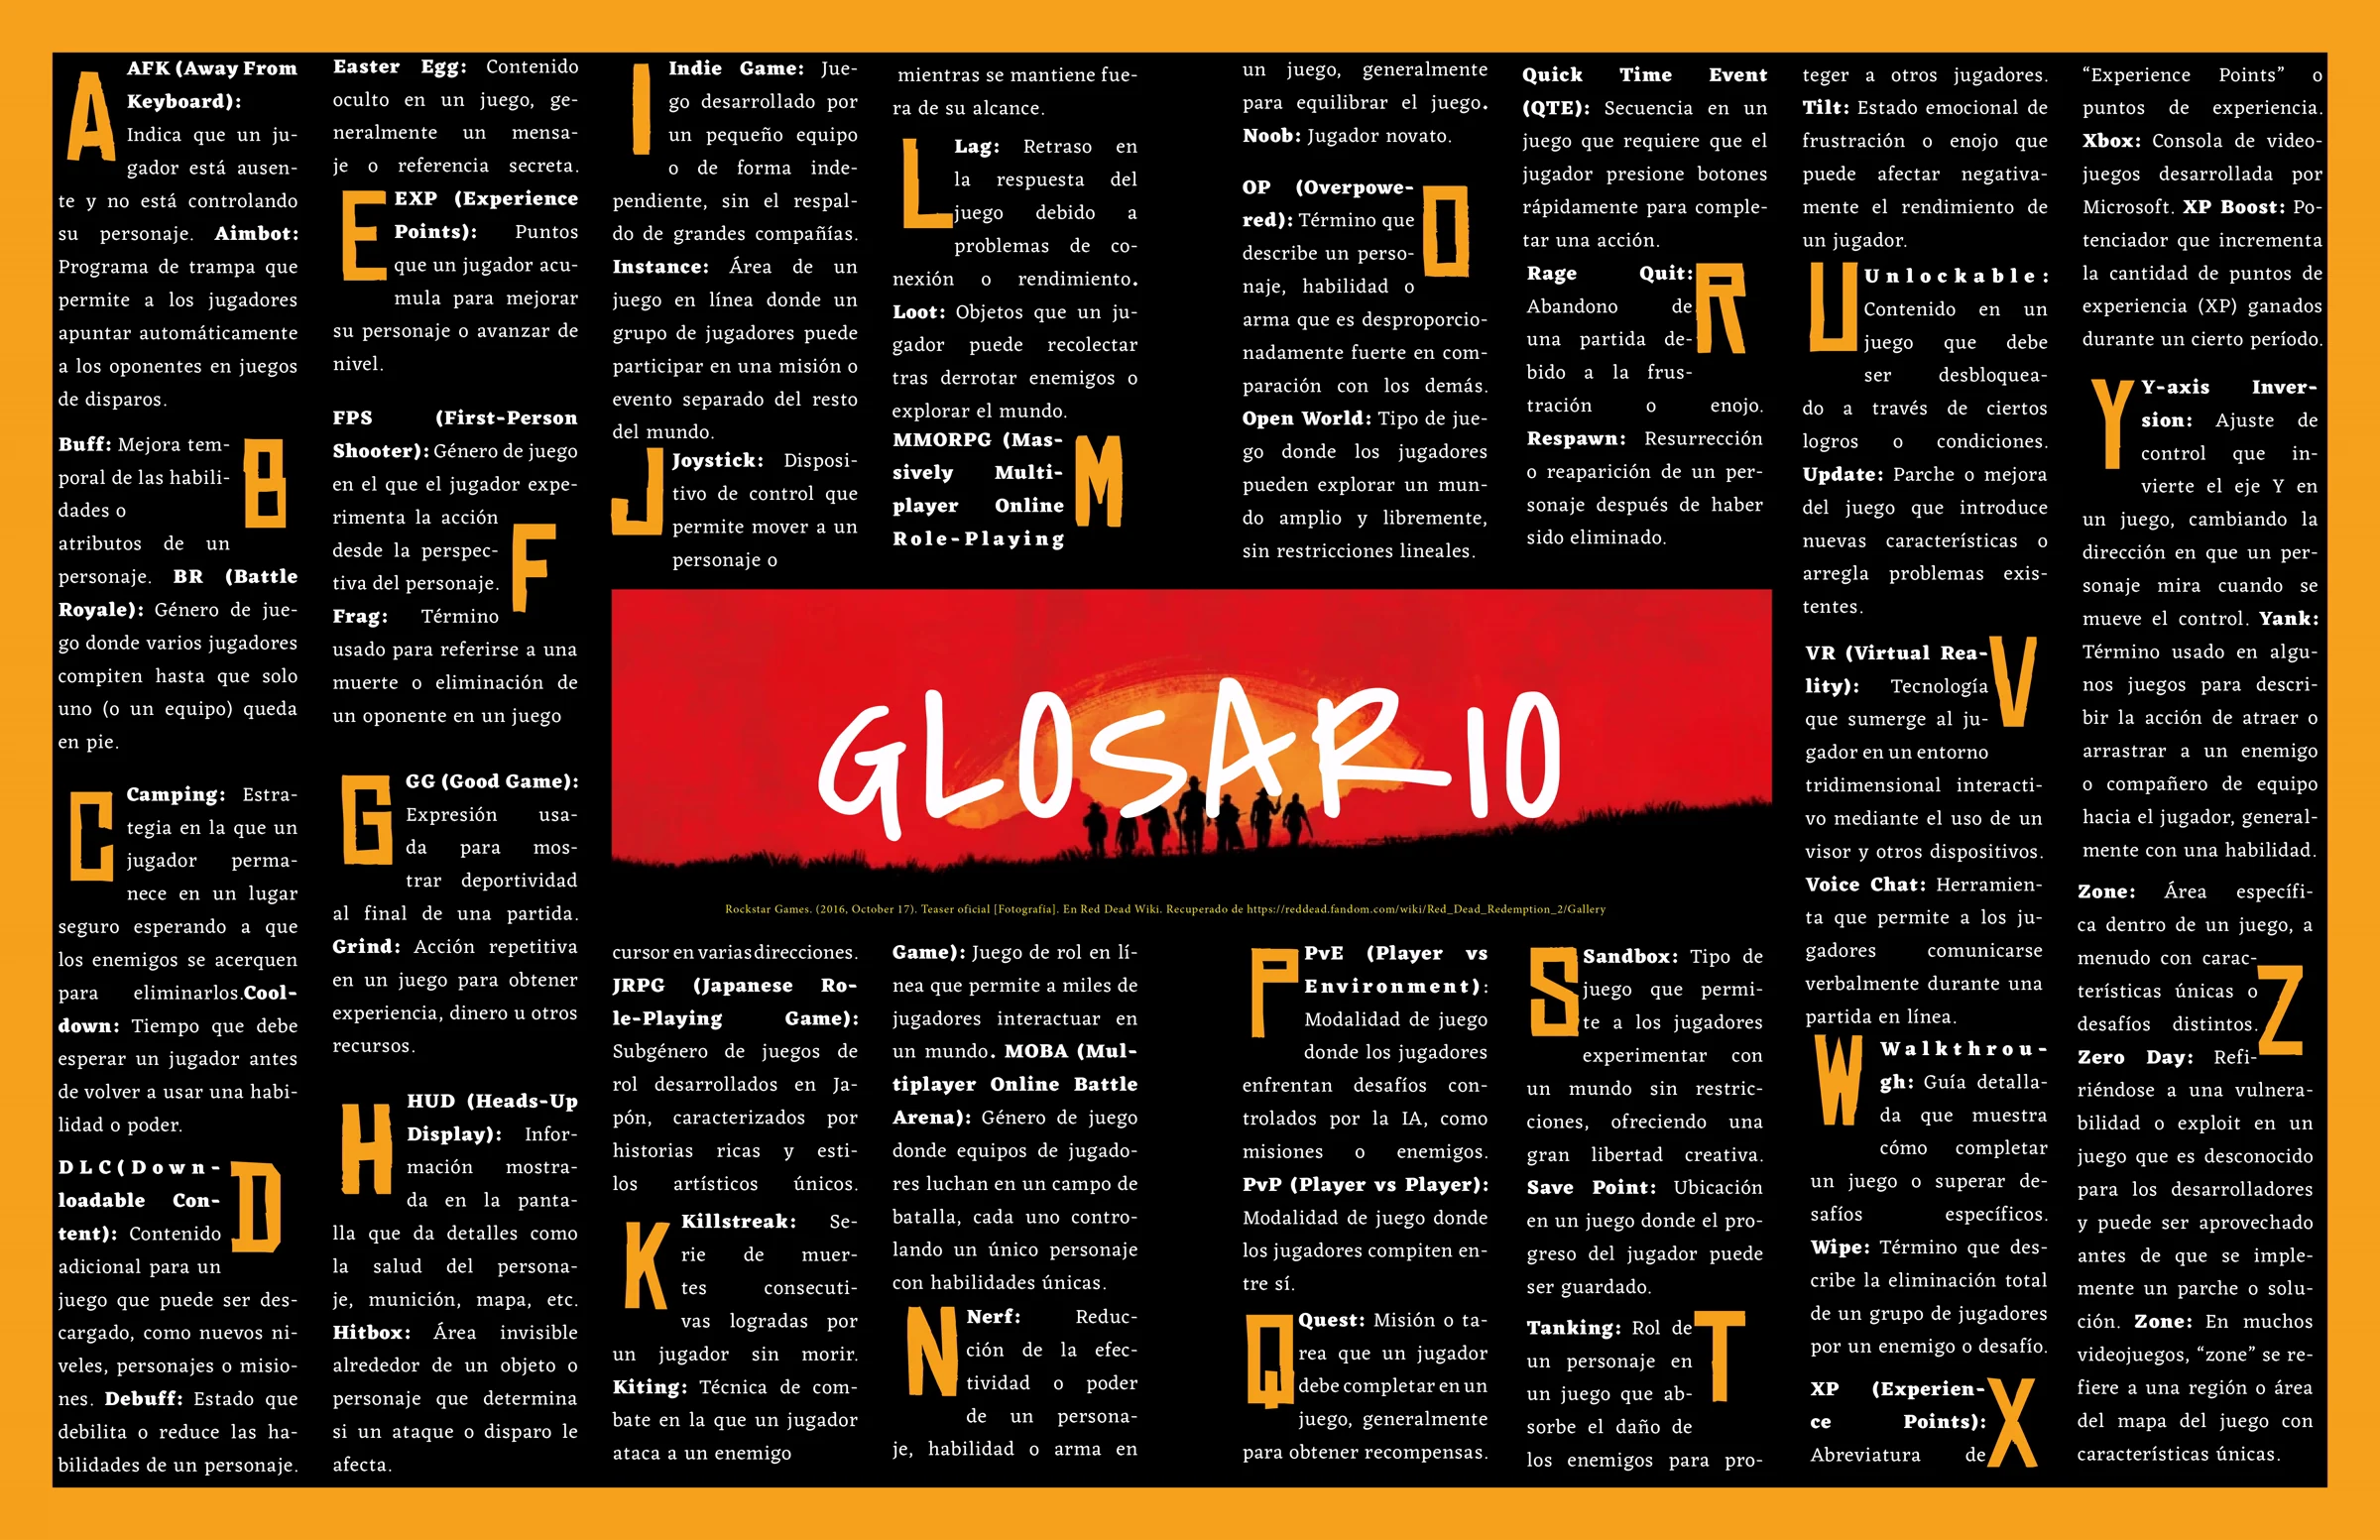 A
AFK (Away From
Keyboard):
Indica que un ju-
gador está ausen-
te y no está controlando
su personaje. Aimbot:
Programa de trampa que
permite a los jugadores
apuntar automáticamente
a los oponentes en juegos
de disparos.
B
Buff: Mejora tem-
poral de las habili-
dades o
atributos de un
personaje. BR (Battle
Royale): Género de jue-
go donde varios jugadores
compiten hasta que solo
uno (o un equipo) queda
en pie.
C
Camping: Estra-
tegia en la que un
jugador perma-
nece en un lugar
seguro esperando a que
los enemigos se acerquen
para eliminarlos.Cool-
down: Tiempo que debe
esperar un jugador antes
de volver a usar una habi-
lidad o poder.
D
DLC(Down-
loadable Con-
tent): Contenido
adicional para un
juego que puede ser des-
cargado, como nuevos ni-
veles, personajes o misio-
nes. Debuff: Estado que
debilita o reduce las ha-
bilidades de un personaje.
Easter Egg: Contenido
oculto en un juego, ge-
neralmente un mensa-
je o referencia secreta.
E
EXP (Experience
Points): Puntos
que un jugador acu-
mula para mejorar
su personaje o avanzar de
nivel.
FPS (First-Person
Shooter): Género de juego
en el que el jugador expe-
rimenta la acción
desde la perspec-
tiva del personaje.
F
Frag: Término
usado para referirse a una
muerte o eliminación de
un oponente en un juego
G
GG (Good Game):
Expresión usa-
da para mos-
trar deportividad
al final de una partida.
Grind: Acción repetitiva
en un juego para obtener
experiencia, dinero u otros
recursos.
H
HUD (Heads-Up
Display): Infor-
mación mostra-
da en la panta-
lla que da detalles como
la salud del persona-
je, munición, mapa, etc.
Hitbox: Área invisible
alrededor de un objeto o
personaje que determina
si un ataque o disparo le
afecta.
I
Indie Game: Jue-
go desarrollado por
un pequeño equipo
o de forma inde-
pendiente, sin el respal-
do de grandes compañías.
Instance: Área de un
juego en línea donde un
grupo de jugadores puede
participar en una misión o
evento separado del resto
del mundo.
J
Joystick: Disposi-
tivo de control que
permite mover a un
personaje o
cursor en varias direcciones.
JRPG (Japanese Ro-
le-Playing Game):
Subgénero de juegos de
rol desarrollados en Ja-
pón, caracterizados por
historias ricas y esti-
los artísticos únicos.
K
Killstreak: Se-
rie de muer-
tes consecuti-
vas logradas por
un jugador sin morir.
Kiting: Técnica de com-
bate en la que un jugador
ataca a un enemigo
mientras se mantiene fue-
ra de su alcance.
L
Lag: Retraso en
la respuesta del
juego debido a
problemas de co-
nexión o rendimiento.
Loot: Objetos que un ju-
gador puede recolectar
tras derrotar enemigos o
explorar el mundo.
M
MMORPG (Mas-
sively Multi-
player Online
Role-Playing
Game): Juego de rol en lí-
nea que permite a miles de
jugadores interactuar en
un mundo. MOBA (Mul-
tiplayer Online Battle
Arena): Género de juego
donde equipos de jugado-
res luchan en un campo de
batalla, cada uno contro-
lando un único personaje
con habilidades únicas.
N
Nerf: Reduc-
ción de la efec-
tividad o poder
de un persona-
je, habilidad o arma en
GLOSARIO
Rockstar Games. (2016, October 17). Teaser oficial [Fotografía]. En Red Dead Wiki. Recuperado de https://reddead.fandom.com/wiki/Red_Dead_Redemption_2/Gallery
un juego, generalmente
para equilibrar el juego.
Noob: Jugador novato.
O
OP (Overpowe-
red): Término que
describe un perso-
naje, habilidad o
arma que es desproporcio-
nadamente fuerte en com-
paración con los demás.
Open World: Tipo de jue-
go donde los jugadores
pueden explorar un mun-
do amplio y libremente,
sin restricciones lineales.
P
PvE (Player vs
Environment):
Modalidad de juego
donde los jugadores
enfrentan desafíos con-
trolados por la IA, como
misiones o enemigos.
PvP (Player vs Player):
Modalidad de juego donde
los jugadores compiten en-
tre sí.
Q
Quest: Misión o ta-
rea que un jugador
debe completar en un
juego, generalmente
para obtener recompensas.
Quick Time Event
(QTE): Secuencia en un
juego que requiere que el
jugador presione botones
rápidamente para comple-
tar una acción.
R
Rage Quit:
Abandono de
una partida de-
bido a la frus-
tración o enojo.
Respawn: Resurrección
o reaparición de un per-
sonaje después de haber
sido eliminado.
S
Sandbox: Tipo de
juego que permi-
te a los jugadores
experimentar con
un mundo sin restric-
ciones, ofreciendo una
gran libertad creativa.
Save Point: Ubicación
en un juego donde el pro-
greso del jugador puede
ser guardado.
T
Tanking: Rol de
un personaje en
un juego que ab-
sorbe el daño de
los enemigos para pro-
teger a otros jugadores.
Tilt: Estado emocional de
frustración o enojo que
puede afectar negativa-
mente el rendimiento de
un jugador.
U
Unlockable:
Contenido en un
juego que debe
ser desbloquea-
do a través de ciertos
logros o condiciones.
Update: Parche o mejora
del juego que introduce
nuevas características o
arregla problemas exis-
tentes.
V
VR (Virtual Rea-
lity): Tecnología
que sumerge al ju-
gador en un entorno
tridimensional interacti-
vo mediante el uso de un
visor y otros dispositivos.
Voice Chat: Herramien-
ta que permite a los ju-
gadores comunicarse
verbalmente durante una
partida en línea.
W
Walkthrou-
gh: Guía detalla-
da que muestra
cómo completar
un juego o superar de-
safíos específicos.
Wipe: Término que des-
cribe la eliminación total
de un grupo de jugadores
por un enemigo o desafío.
X
XP (Experien-
ce Points):
Abreviatura de
“Experience Points” o
puntos de experiencia.
Xbox: Consola de video-
juegos desarrollada por
Microsoft. XP Boost: Po-
tenciador que incrementa
la cantidad de puntos de
experiencia (XP) ganados
durante un cierto período.
Y
Y-axis Inver-
sion: Ajuste de
control que in-
vierte el eje Y en
un juego, cambiando la
dirección en que un per-
sonaje mira cuando se
mueve el control. Yank:
Término usado en algu-
nos juegos para descri-
bir la acción de atraer o
arrastrar a un enemigo
o compañero de equipo
hacia el jugador, general-
mente con una habilidad.
Zone: Área específi-
ca dentro de un juego, a
menudo con carac-
terísticas únicas o
desafíos distintos.
Z
Zero Day: Refi-
riéndose a una vulnera-
bilidad o exploit en un
juego que es desconocido
para los desarrolladores
y puede ser aprovechado
antes de que se imple-
mente un parche o solu-
ción. Zone: En muchos
videojuegos, “zone” se re-
fiere a una región o área
del mapa del juego con
características únicas.